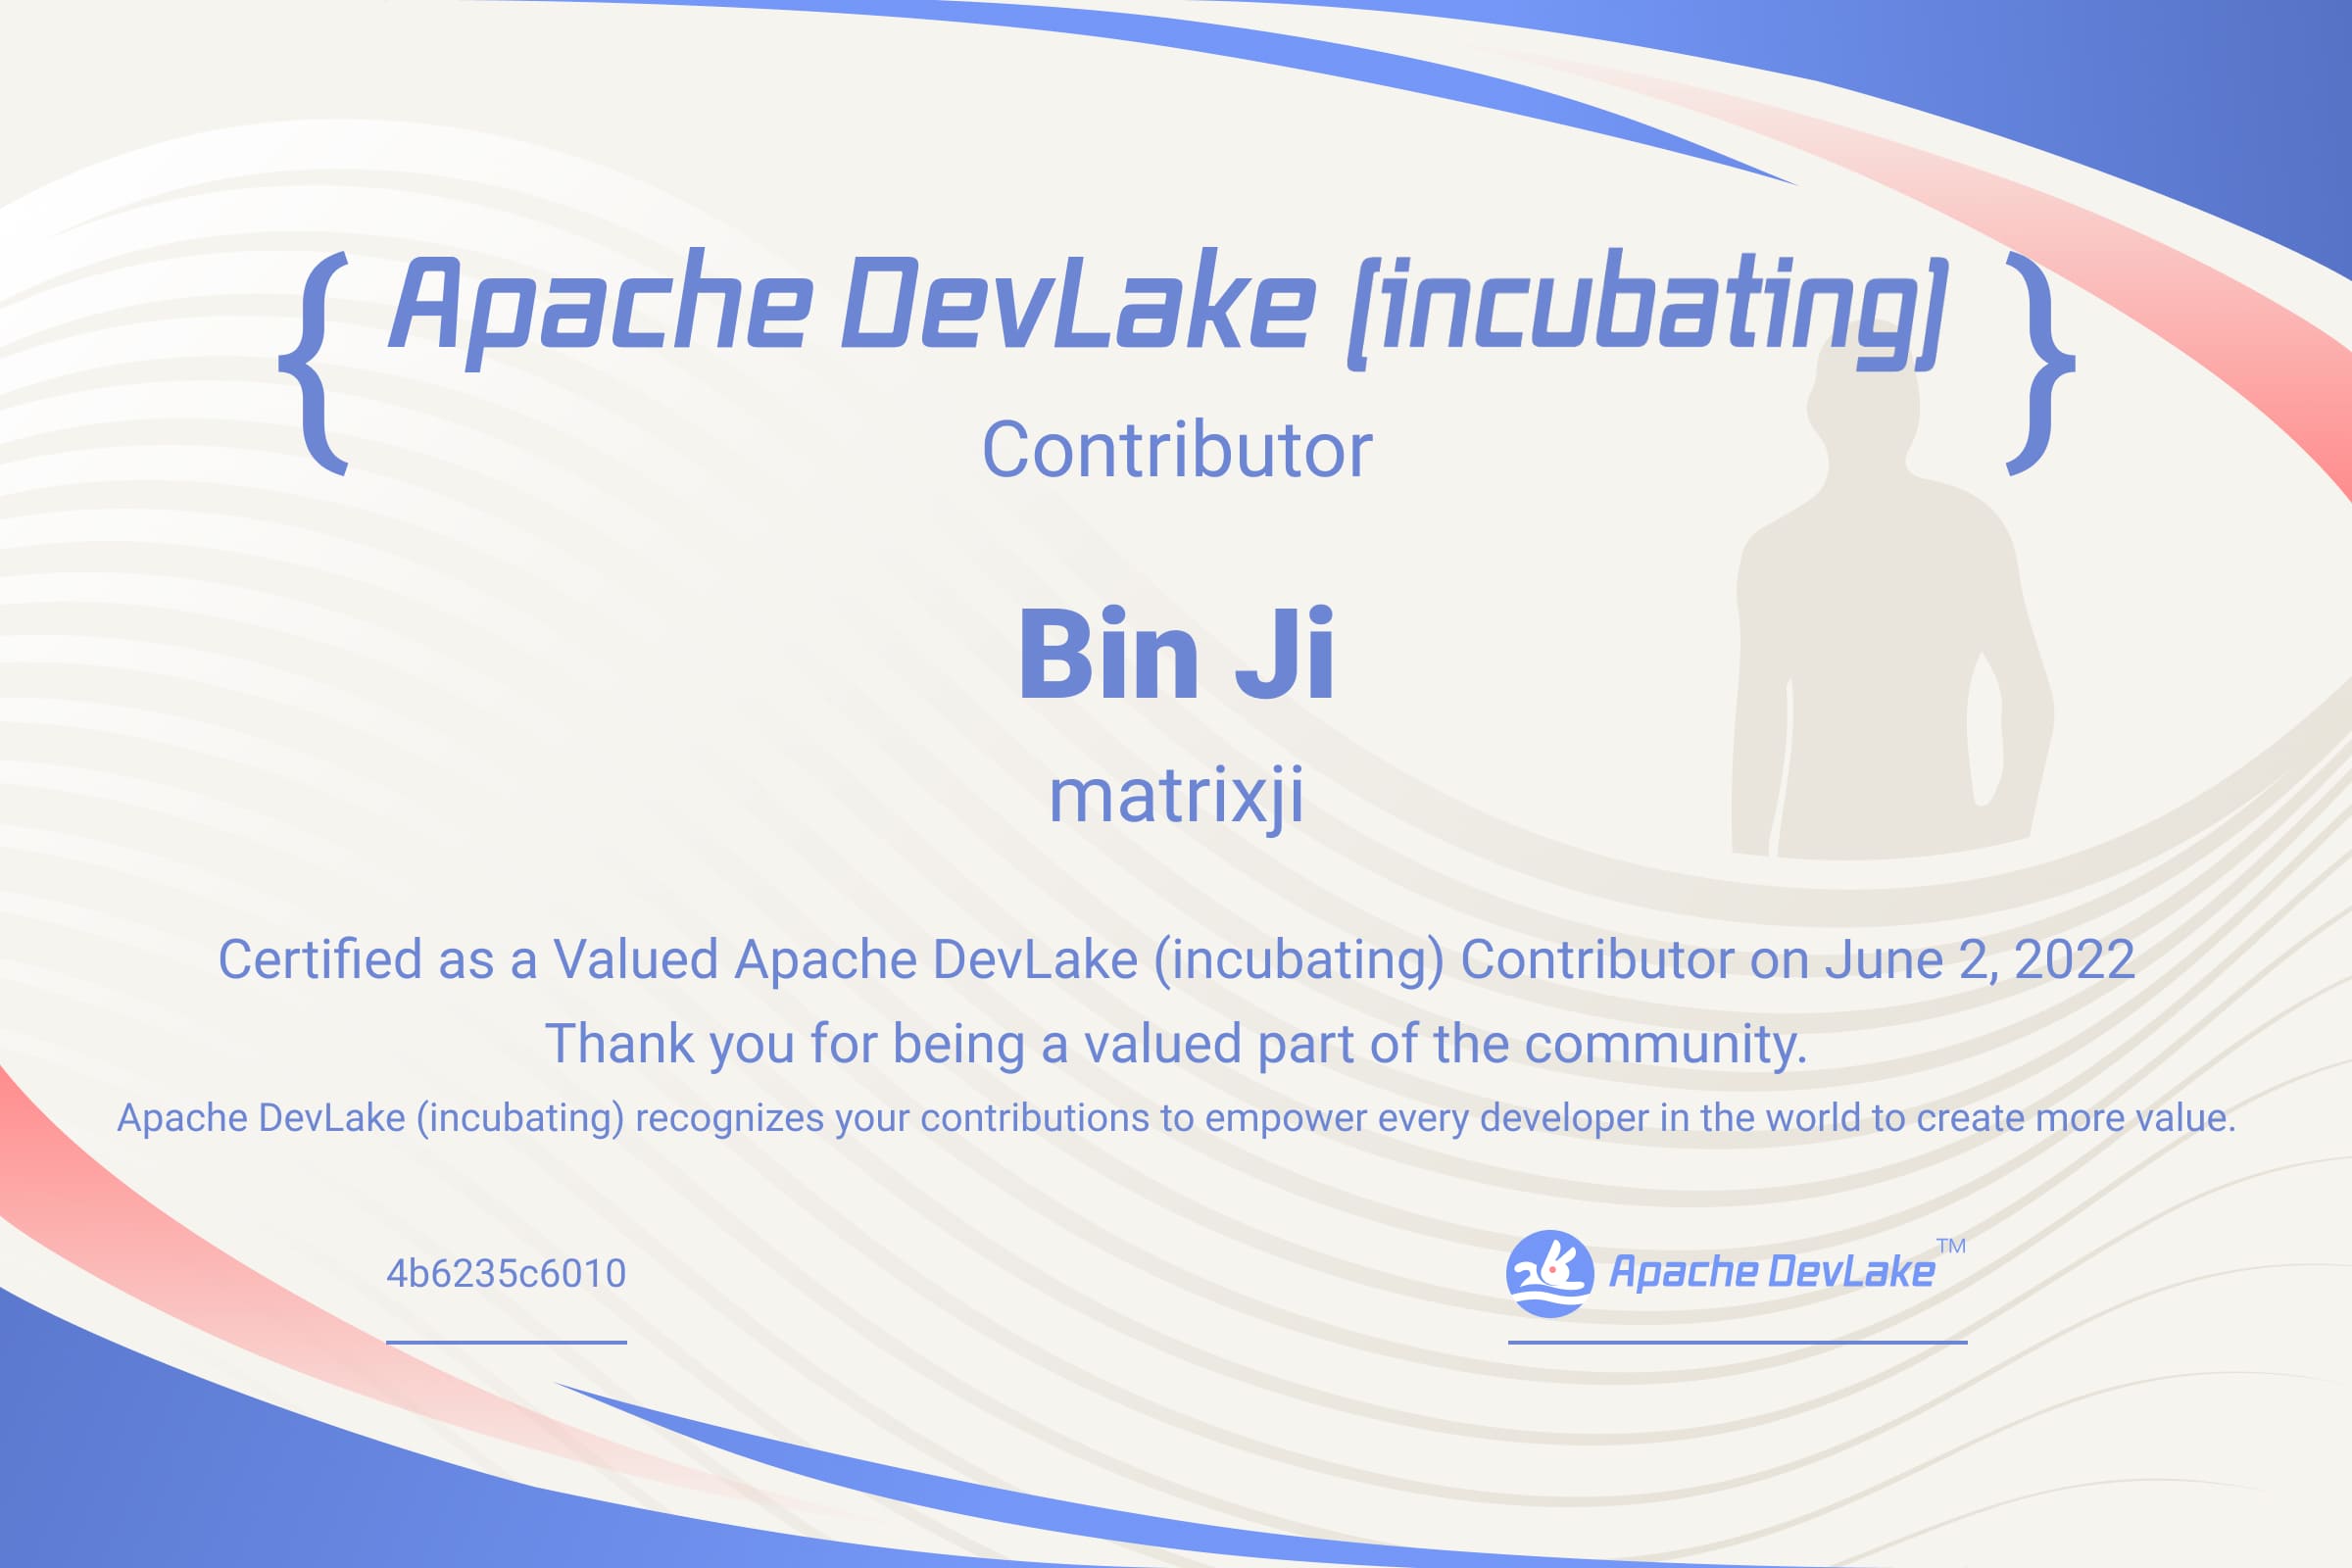 { Apache DevLake (incubating) }
Contributor
Bin Ji
matrixji
Certified as a Valued Apache DevLake (incubating) Contributor on June 2, 2022
Thank you for being a valued part of the community.
Apache DevLake (incubating) recognizes your contributions to empower every developer in the world to create more value.
4b6235c6010
Apache DevLake™